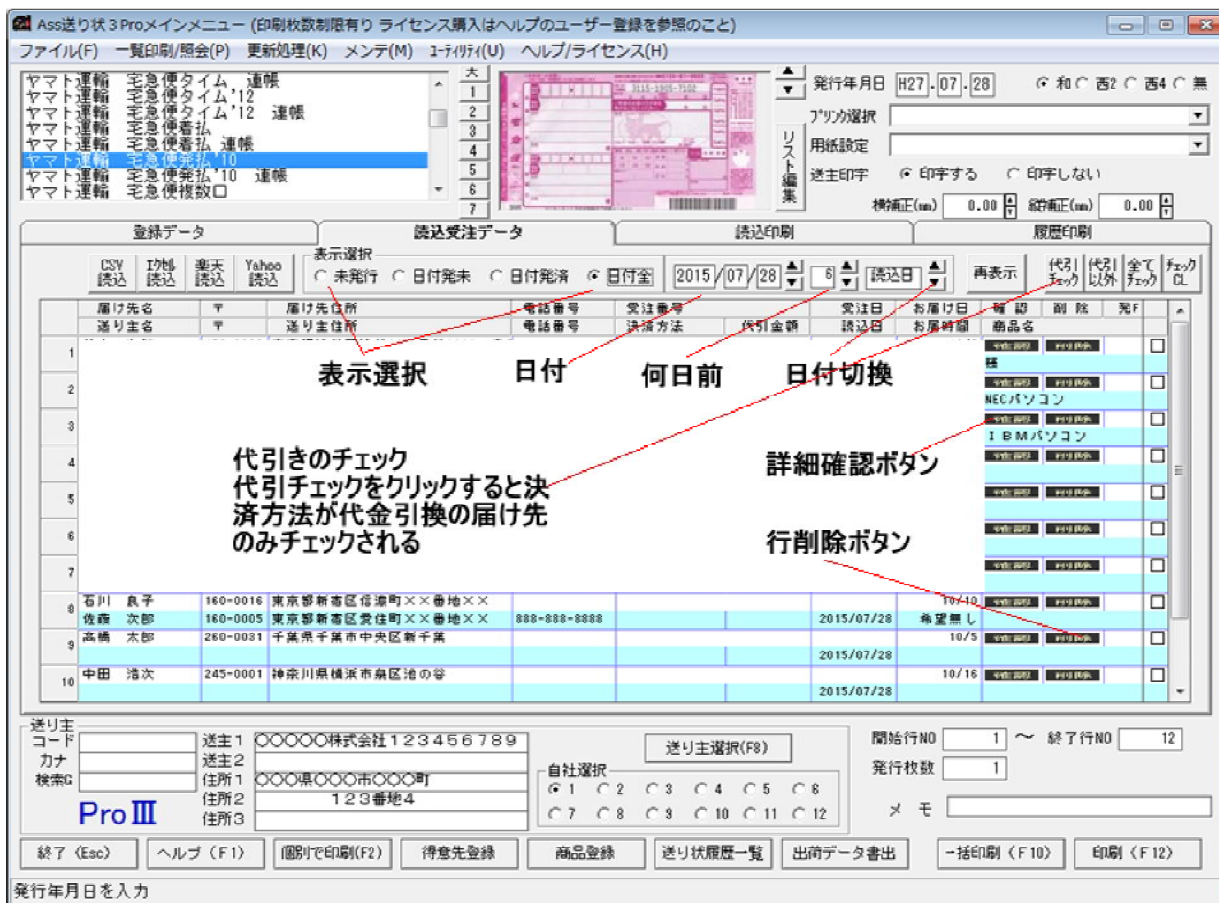 Ass送り状３Proメインメニュー (印刷枚数制限有り ライセンス購入はヘルプのユーザー登録を参照のこと)
ファイル(F) 一覧印刷/照会(P) 更新処理(K) メンテ(M) ﾕｰﾃｨﾘﾃｨ(U) ヘルプ/ライセンス(H)
ヤマト運輸 宅急便タイム 連帳
ヤマト運輸 宅急便タイム'12
ヤマト運輸 宅急便タイム'12 連帳
ヤマト運輸 宅急便着払
ヤマト運輸 宅急便着払 連帳
ヤマト運輸 宅急便発払'10
ヤマト運輸 宅急便発払'10 連帳
ヤマト運輸 宅急便複数口
大
1
2
3
4
5
6
7
3115-1905-7102
リスト編集
発行年月日 H27.07.28 和 西2 西4 無
ﾌﾟﾘﾝﾀ選択
用紙設定
送主印字 印字する 印字しない
横補正(mm) 0.00 縦補正(mm) 0.00
登録データ 読込受注データ 読込印刷 履歴印刷
CSV読込 ｴｸｾﾙ読込 楽天読込 Yahoo読込
表示選択
未発行 日付発未 日付発済 日付全 2015/07/28 6 読込日 再表示 代引チェック 代引以外 全てチェック チェックCL
届け先名 〒 届け先住所 電話番号 受注番号 受注日 お届け日 確認 削除 発F
送り主名 〒 送り主住所 電話番号 決済方法 代引金額 読込日 お届時間 商品名
1
2 NECパソコン
3 ＩＢＭパソコン
4
5
6
7
表示選択 日付 何日前 日付切換
代引きのチェック
代引チェックをクリックすると決
済方法が代金引換の届け先
のみチェックされる
詳細確認ボタン
行削除ボタン
8 石川 良子 160-0016 東京都新宿区信濃町××番地×× 10/10
佐藤 次郎 160-0005 東京都新宿区愛住町××番地×× 888-888-8888 2015/07/28 希望無し
9 高橋 太郎 260-0031 千葉県千葉市中央区新千葉 10/5
2015/07/28
10 中田 浩次 245-0001 神奈川県横浜市泉区池の谷 10/16
2015/07/28
送り主
コード
カナ
検索G
ProⅢ
送主1 ○○○○○株式会社１２３４５６７８９
送主2
住所1 ○○○県○○○市○○○町
住所2 １２３番地4
住所3
送り主選択(F8)
自社選択
1 2 3 4 5 6
7 8 9 10 11 12
開始行NO 1 ～ 終了行NO 12
発行枚数 1
メモ
終了(Esc) ヘルプ(F1) 個別で印刷(F2) 得意先登録 商品登録 送り状履歴一覧 出荷データ書出 一括印刷(F10) 印刷(F12)
発行年月日を入力